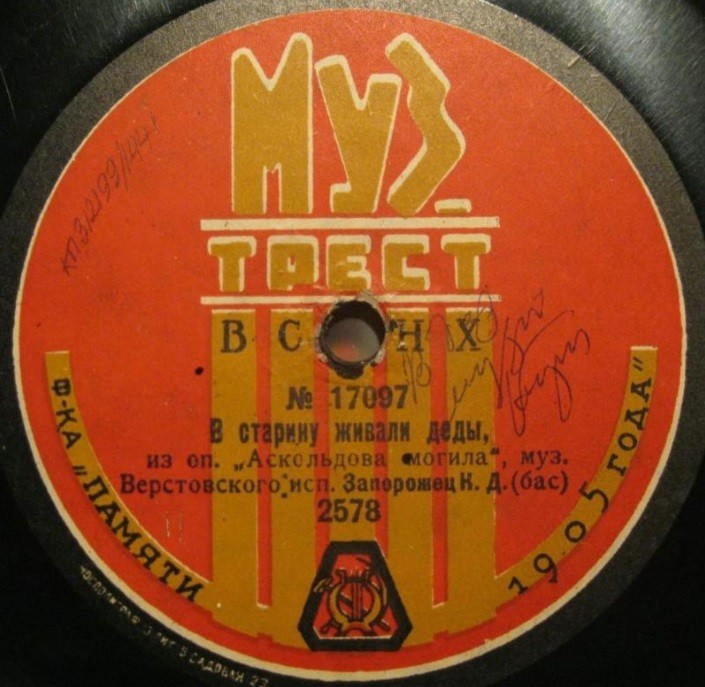 МУЗ
ТРЕСТ
ВСНХ
№ 17097
В старину живали деды,
из оп. „Аскольдова могила", муз.
Верстовского, исп. Запорожец К. Д. (бас)
2578
Ф-КА „ПАМЯТИ 1905 ГОДА"